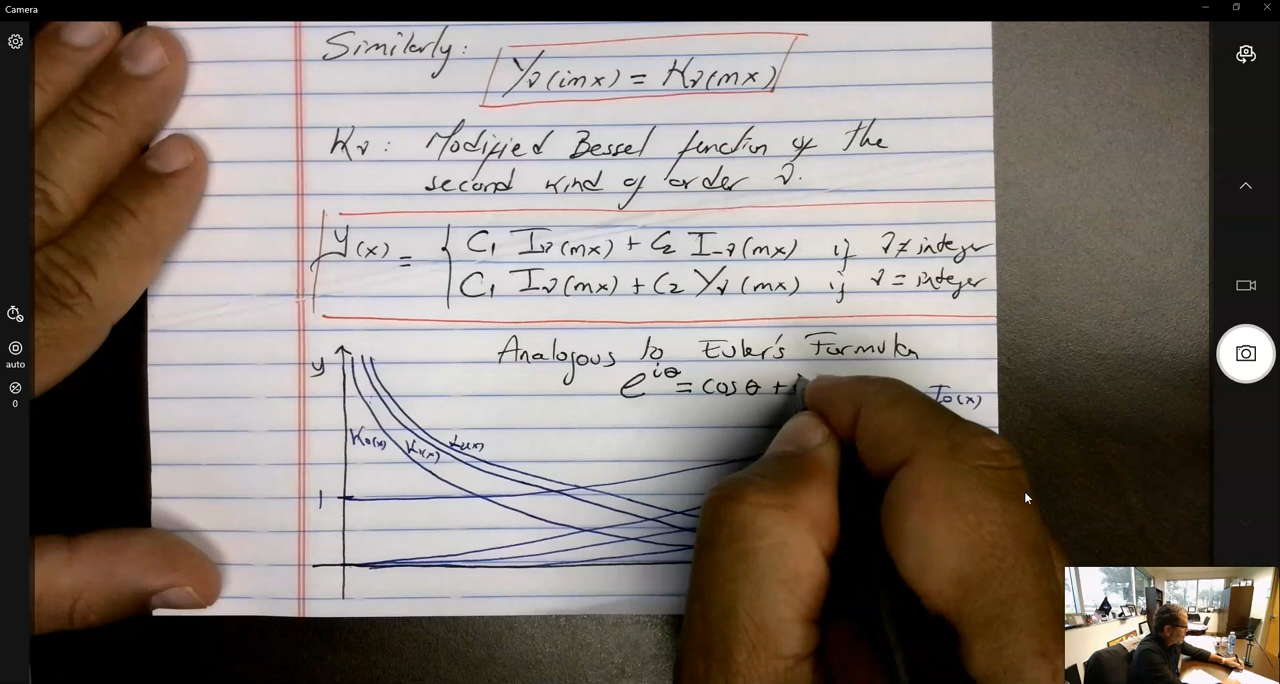 Camera
Similarly:
Yν(imx) = Kν(mx)
Kν: Modified Bessel function of the
second kind of order ν.
y(x) = { C1 Iν(mx) + C2 I-ν(mx) if ν ≠ integer
C1 Iν(mx) + C2 Yν(mx) if ν = integer
Analogous to Euler's Formula
y
e^iθ = cosθ +
I0(x)
K0(x)
K1(x)
1
auto
0